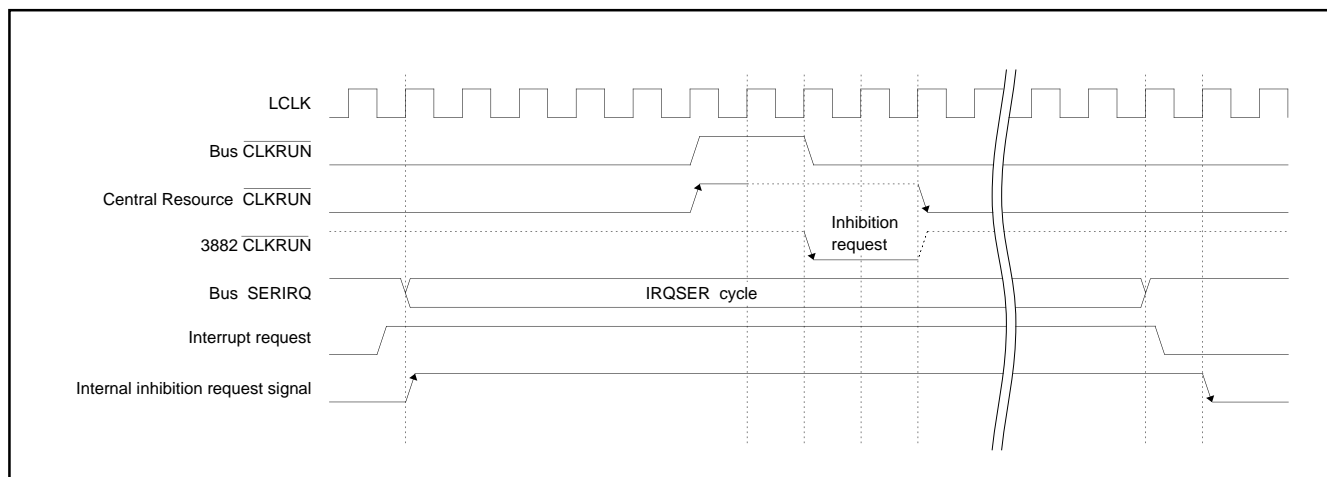 LCLK
Bus CLKRUN
Central Resource CLKRUN
3882 CLKRUN
Inhibition
request
Bus SERIRQ
IRQSER cycle
Interrupt request
Internal inhibition request signal